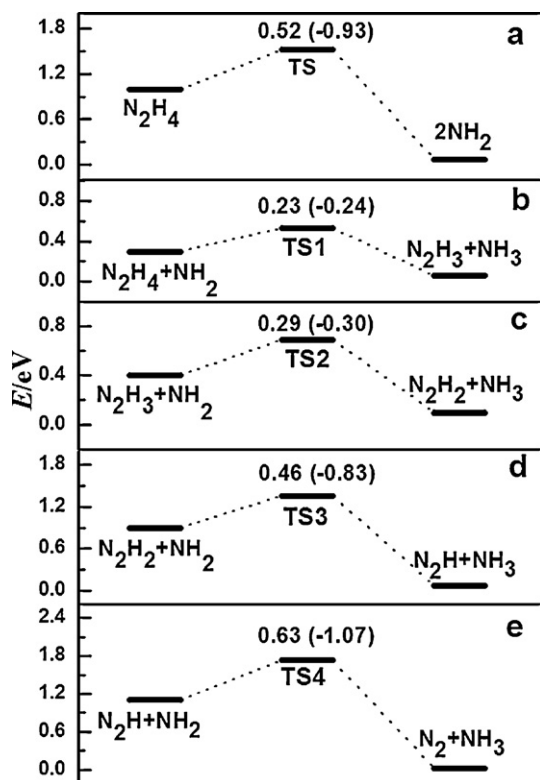 E/eV
1.8
1.2
0.6
0.0
a
0.52 (-0.93)
TS
N2H4
2NH2
0.8
0.4
0.0
b
0.23 (-0.24)
TS1
N2H4+NH2
N2H3+NH3
0.8
0.4
0.0
c
0.29 (-0.30)
TS2
N2H3+NH2
N2H2+NH3
1.8
1.2
0.6
0.0
d
0.46 (-0.83)
TS3
N2H2+NH2
N2H+NH3
2.4
1.8
1.2
0.6
0.0
e
0.63 (-1.07)
TS4
N2H+NH2
N2+NH3